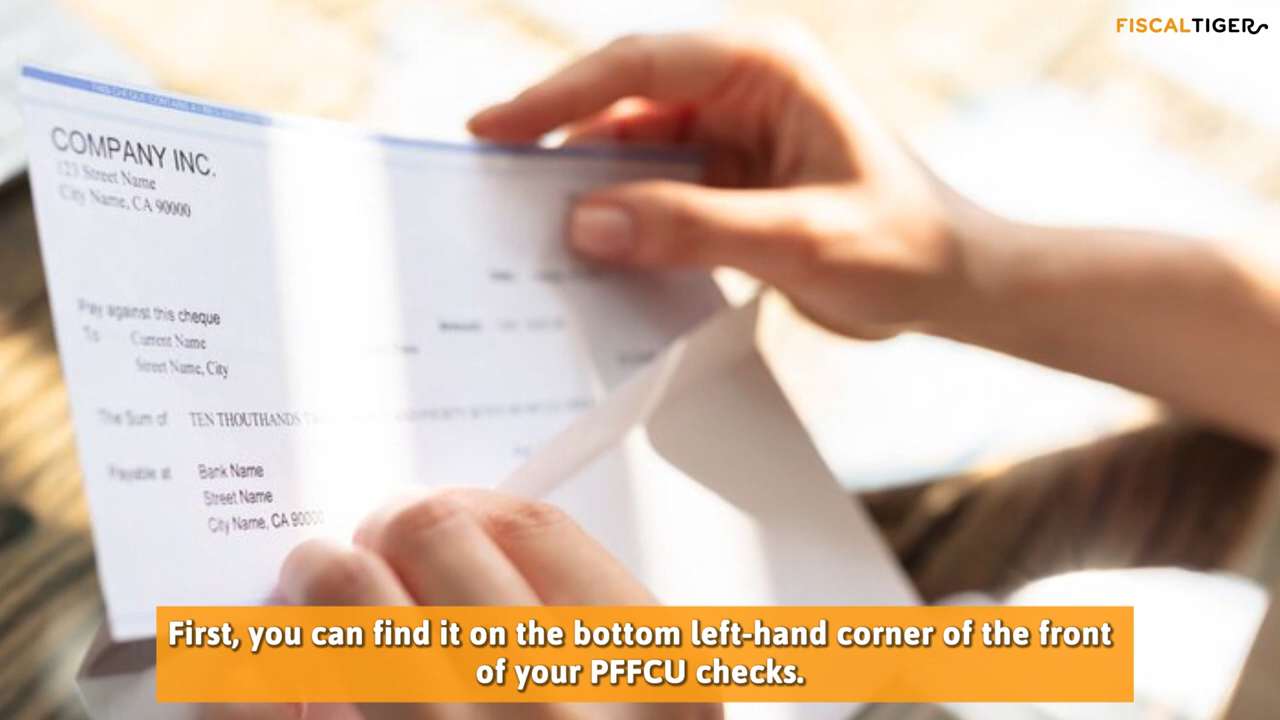 FISCALTIGER
COMPANY INC.
123 Street Name
City Name, CA 90000
Pay against this cheque
To Current Name
Street Name, City
The Sum of TEN THOUTHANDS
Payable at Bank Name
Street Name
City Name, CA 90000
First, you can find it on the bottom left-hand corner of the front
of your PFFCU checks.